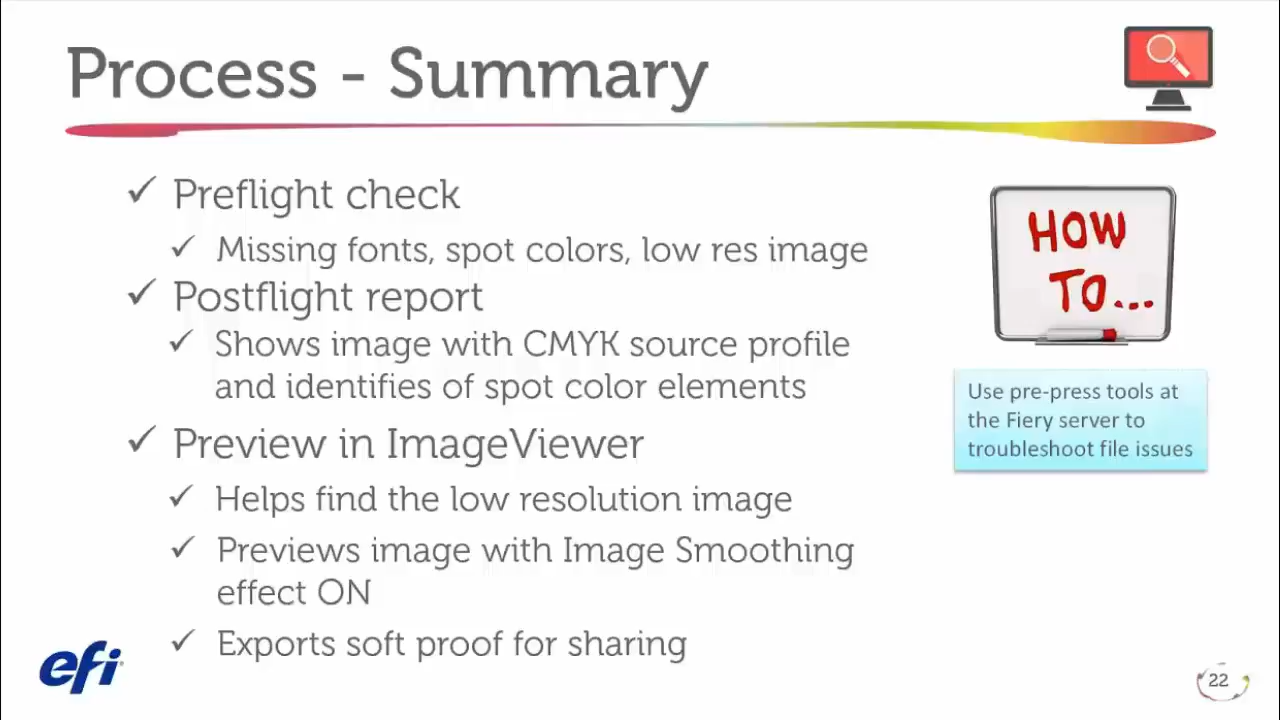 Process - Summary
Preflight check
Missing fonts, spot colors, low res image
Postflight report
Shows image with CMYK source profile
and identifies of spot color elements
Preview in ImageViewer
Helps find the low resolution image
Previews image with Image Smoothing
effect ON
Exports soft proof for sharing
HOW
TO...
Use pre-press tools at
the Fiery server to
troubleshoot file issues
efi
22